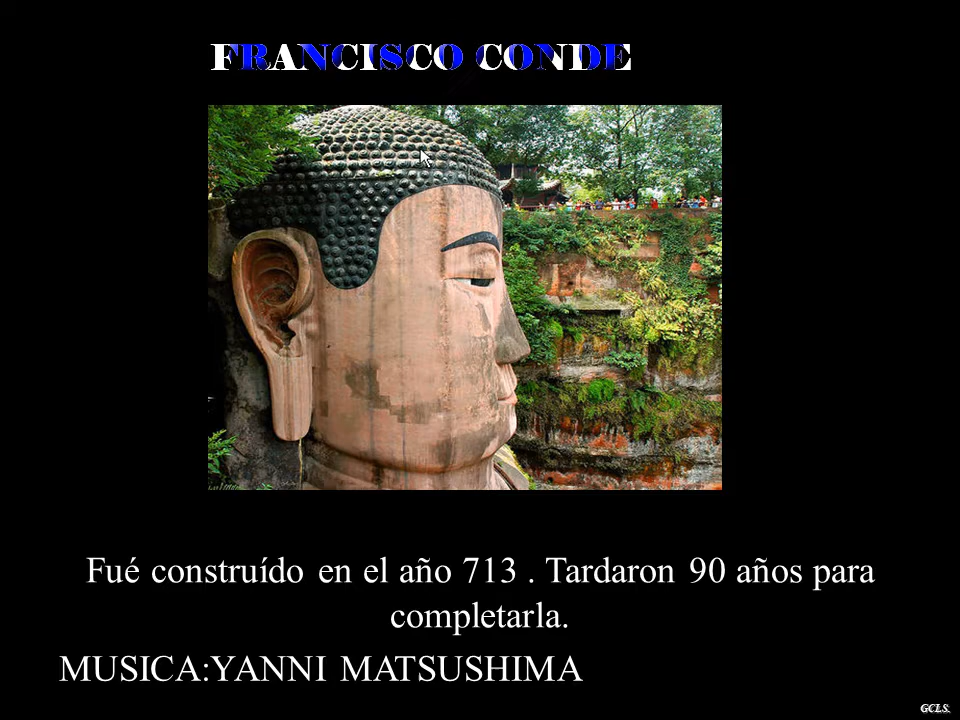 FRANCISCO CONDE
Fué construído en el año 713 . Tardaron 90 años para
completarla.
MUSICA:YANNI MATSUSHIMA
GCLS.